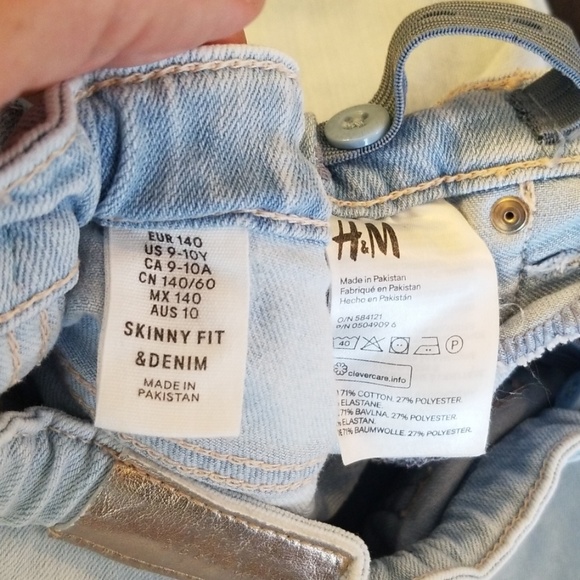 EUR 140
US 9-10Y
CA 9-10A
CN 140/60
MX 140
AUS 10
SKINNY FIT
&DENIM
MADE IN
PAKISTAN
H&M
Made in Pakistan
Fabriqué en Pakistan
Hecho en Pakistán
O/N 584121
P/N 0504909 6
40
P
clevercare.info
71% COTTON. 27% POLYESTER.
ELASTANE.
71% BAVLNA. 27% POLYESTER.
ELASTAN.
71% BAUMWOLLE. 27% POLYESTER.